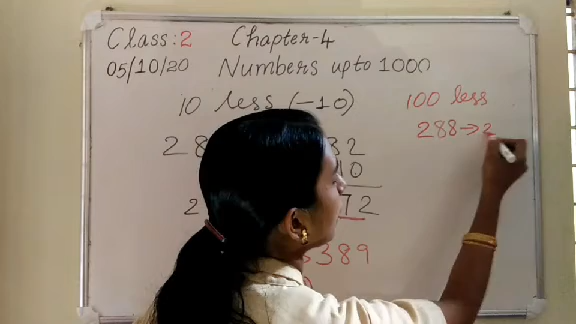 Class: 2 Chapter-4
05/10/20 Numbers upto 1000
10 less (-10) 100 less
28 32 288→
10
2 72
389